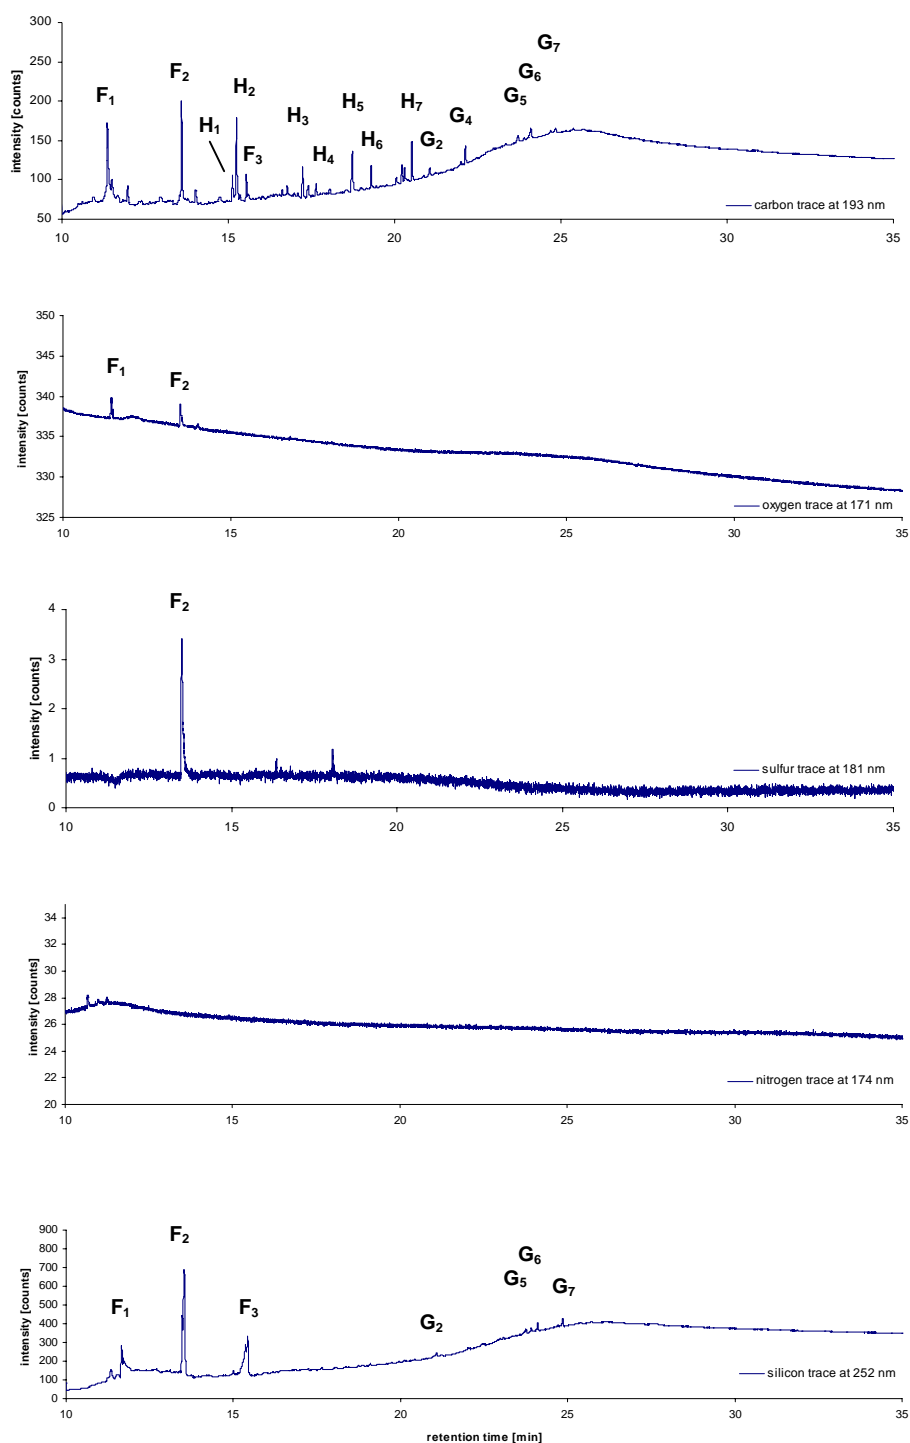 300
250
200
150
100
50
intensity [counts]
F1
F2
H1
H2
F3
H3
H4
H5
H6
H7
G2
G4
G5
G6
G7
carbon trace at 193 nm
10 15 20 25 30 35
350
345
340
335
330
325
intensity [counts]
F1
F2
oxygen trace at 171 nm
10 15 20 25 30 35
4
3
2
1
0
intensity [counts]
F2
sulfur trace at 181 nm
10 15 20 25 30 35
34
32
30
28
26
24
22
20
intensity [counts]
nitrogen trace at 174 nm
10 15 20 25 30 35
900
800
700
600
500
400
300
200
100
0
intensity [counts]
F1
F2
F3
G2
G5
G6
G7
silicon trace at 252 nm
10 15 20 25 30 35
retention time [min]